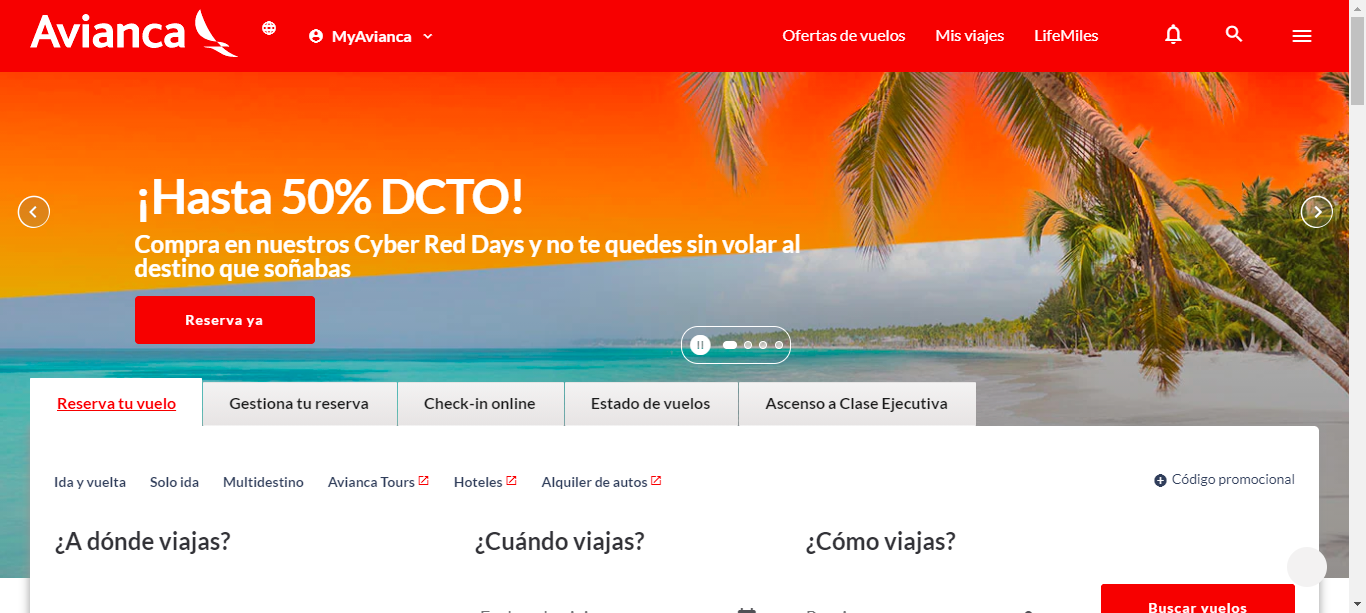 Avianca
MyAvianca
Ofertas de vuelos
Mis viajes
LifeMiles
¡Hasta 50% DCTO!
Compra en nuestros Cyber Red Days y no te quedes sin volar al
destino que soñabas
Reserva ya
Reserva tu vuelo
Gestiona tu reserva
Check-in online
Estado de vuelos
Ascenso a Clase Ejecutiva
Ida y vuelta
Solo ida
Multidestino
Avianca Tours
Hoteles
Alquiler de autos
Código promocional
¿A dónde viajas?
¿Cuándo viajas?
¿Cómo viajas?
Buscar vuelos